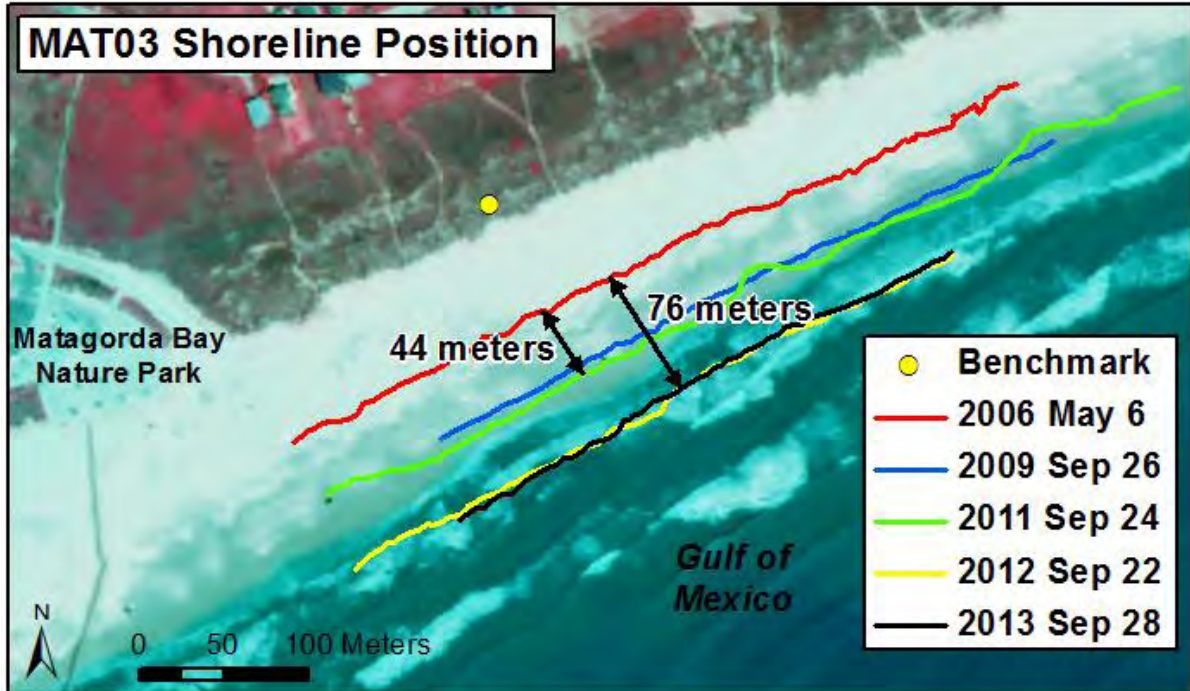 MAT03 Shoreline Position
76 meters
44 meters
Matagorda Bay
Nature Park
Benchmark
2006 May 6
2009 Sep 26
2011 Sep 24
2012 Sep 22
2013 Sep 28
Gulf of
Mexico
N
0 50 100 Meters